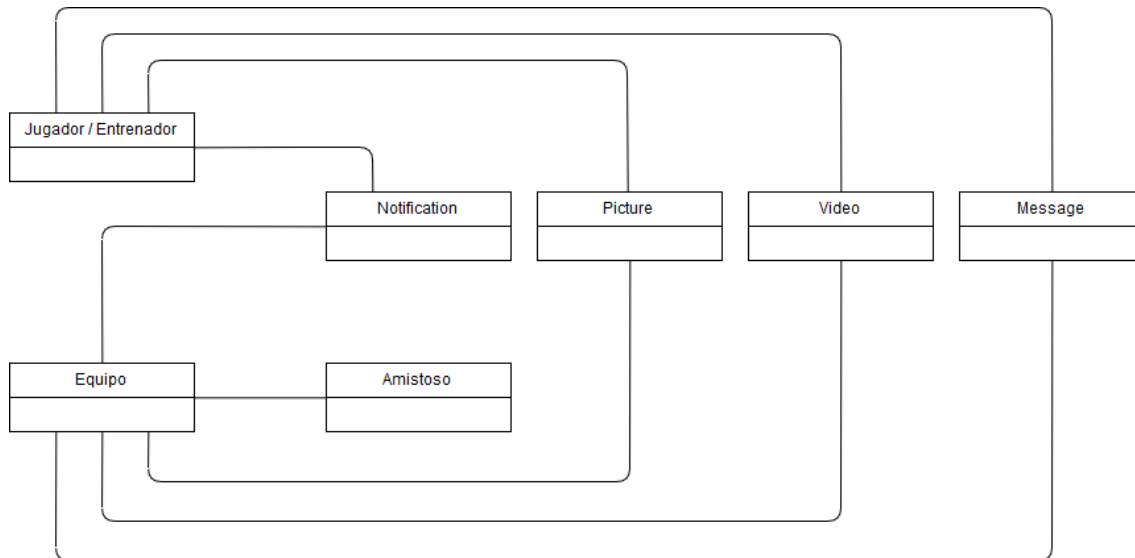 Jugador / Entrenador
Notification
Picture
Video
Message
Equipo
Amistoso